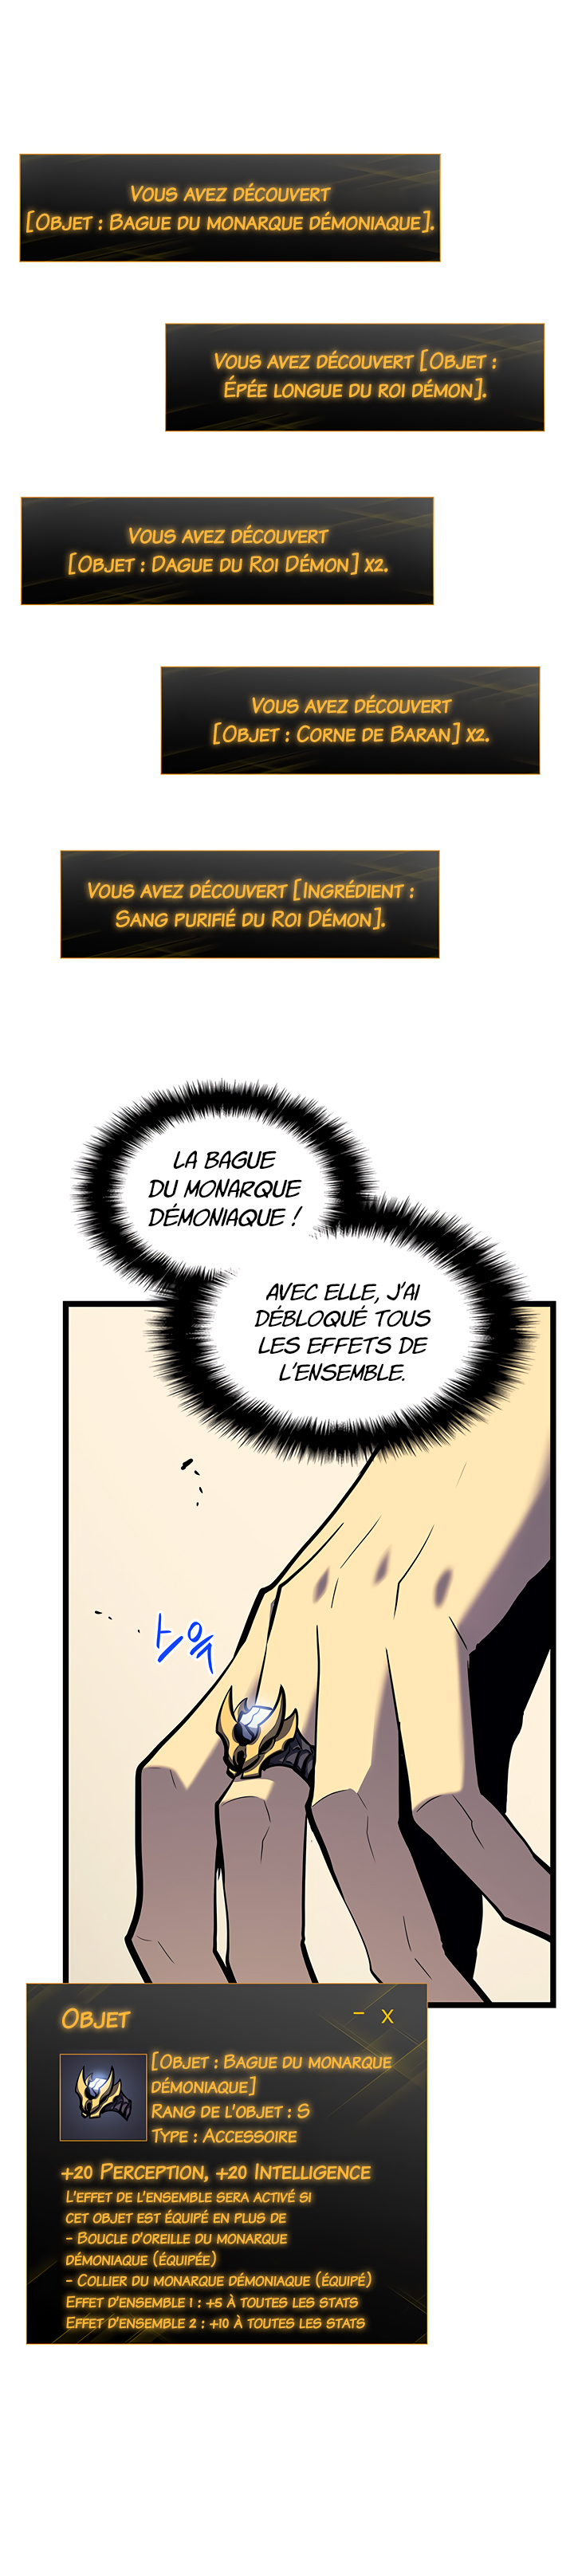 Vous avez découvert
[Objet : Bague du monarque démoniaque].
Vous avez découvert [Objet :
Épée longue du roi démon].
Vous avez découvert
[Objet : Dague du Roi Démon] x2.
Vous avez découvert
[Objet : Corne de Baran] x2.
Vous avez découvert [Ingrédient :
Sang purifié du Roi Démon].
LA BAGUE
DU MONARQUE
DÉMONIAQUE !
AVEC ELLE, J'AI
DÉBLOQUÉ TOUS
LES EFFETS DE
L'ENSEMBLE.
스윽
Objet
- x
[Objet : Bague du monarque
démoniaque]
Rang de l'objet : S
Type : Accessoire
+20 Perception, +20 Intelligence
L'effet de l'ensemble sera activé si
cet objet est équipé en plus de
- Boucle d'oreille du monarque
démoniaque (équipée)
- Collier du monarque démoniaque (équipé)
Effet d'ensemble 1 : +5 à toutes les stats
Effet d'ensemble 2 : +10 à toutes les stats